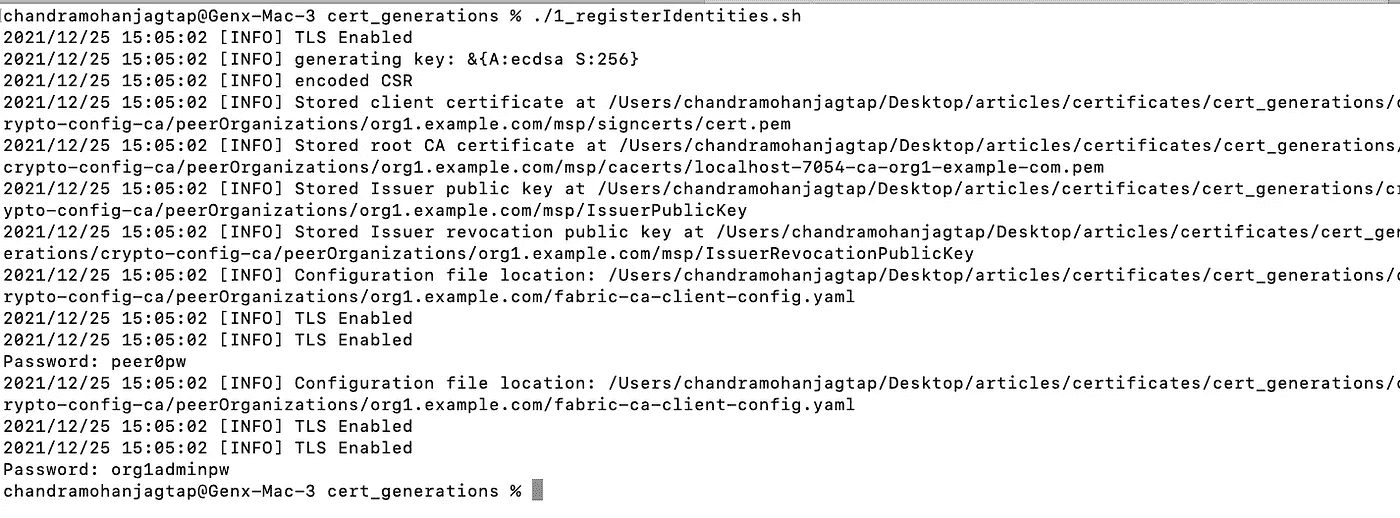 chandramohanjagtap@Genx-Mac-3 cert_generations % ./1_registerIdentities.sh
2021/12/25 15:05:02 [INFO] TLS Enabled
2021/12/25 15:05:02 [INFO] generating key: &{A:ecdsa S:256}
2021/12/25 15:05:02 [INFO] encoded CSR
2021/12/25 15:05:02 [INFO] Stored client certificate at /Users/chandramohanjagtap/Desktop/articles/certificates/cert_generations/c
rypto-config-ca/peerOrganizations/org1.example.com/msp/signcerts/cert.pem
2021/12/25 15:05:02 [INFO] Stored root CA certificate at /Users/chandramohanjagtap/Desktop/articles/certificates/cert_generations/
crypto-config-ca/peerOrganizations/org1.example.com/msp/cacerts/localhost-7054-ca-org1-example-com.pem
2021/12/25 15:05:02 [INFO] Stored Issuer public key at /Users/chandramohanjagtap/Desktop/articles/certificates/cert_generations/cr
ypto-config-ca/peerOrganizations/org1.example.com/msp/IssuerPublicKey
2021/12/25 15:05:02 [INFO] Stored Issuer revocation public key at /Users/chandramohanjagtap/Desktop/articles/certificates/cert_gen
erations/crypto-config-ca/peerOrganizations/org1.example.com/msp/IssuerRevocationPublicKey
2021/12/25 15:05:02 [INFO] Configuration file location: /Users/chandramohanjagtap/Desktop/articles/certificates/cert_generations/c
rypto-config-ca/peerOrganizations/org1.example.com/fabric-ca-client-config.yaml
2021/12/25 15:05:02 [INFO] TLS Enabled
2021/12/25 15:05:02 [INFO] TLS Enabled
Password: peer0pw
2021/12/25 15:05:02 [INFO] Configuration file location: /Users/chandramohanjagtap/Desktop/articles/certificates/cert_generations/c
rypto-config-ca/peerOrganizations/org1.example.com/fabric-ca-client-config.yaml
2021/12/25 15:05:02 [INFO] TLS Enabled
2021/12/25 15:05:02 [INFO] TLS Enabled
Password: org1adminpw
chandramohanjagtap@Genx-Mac-3 cert_generations %